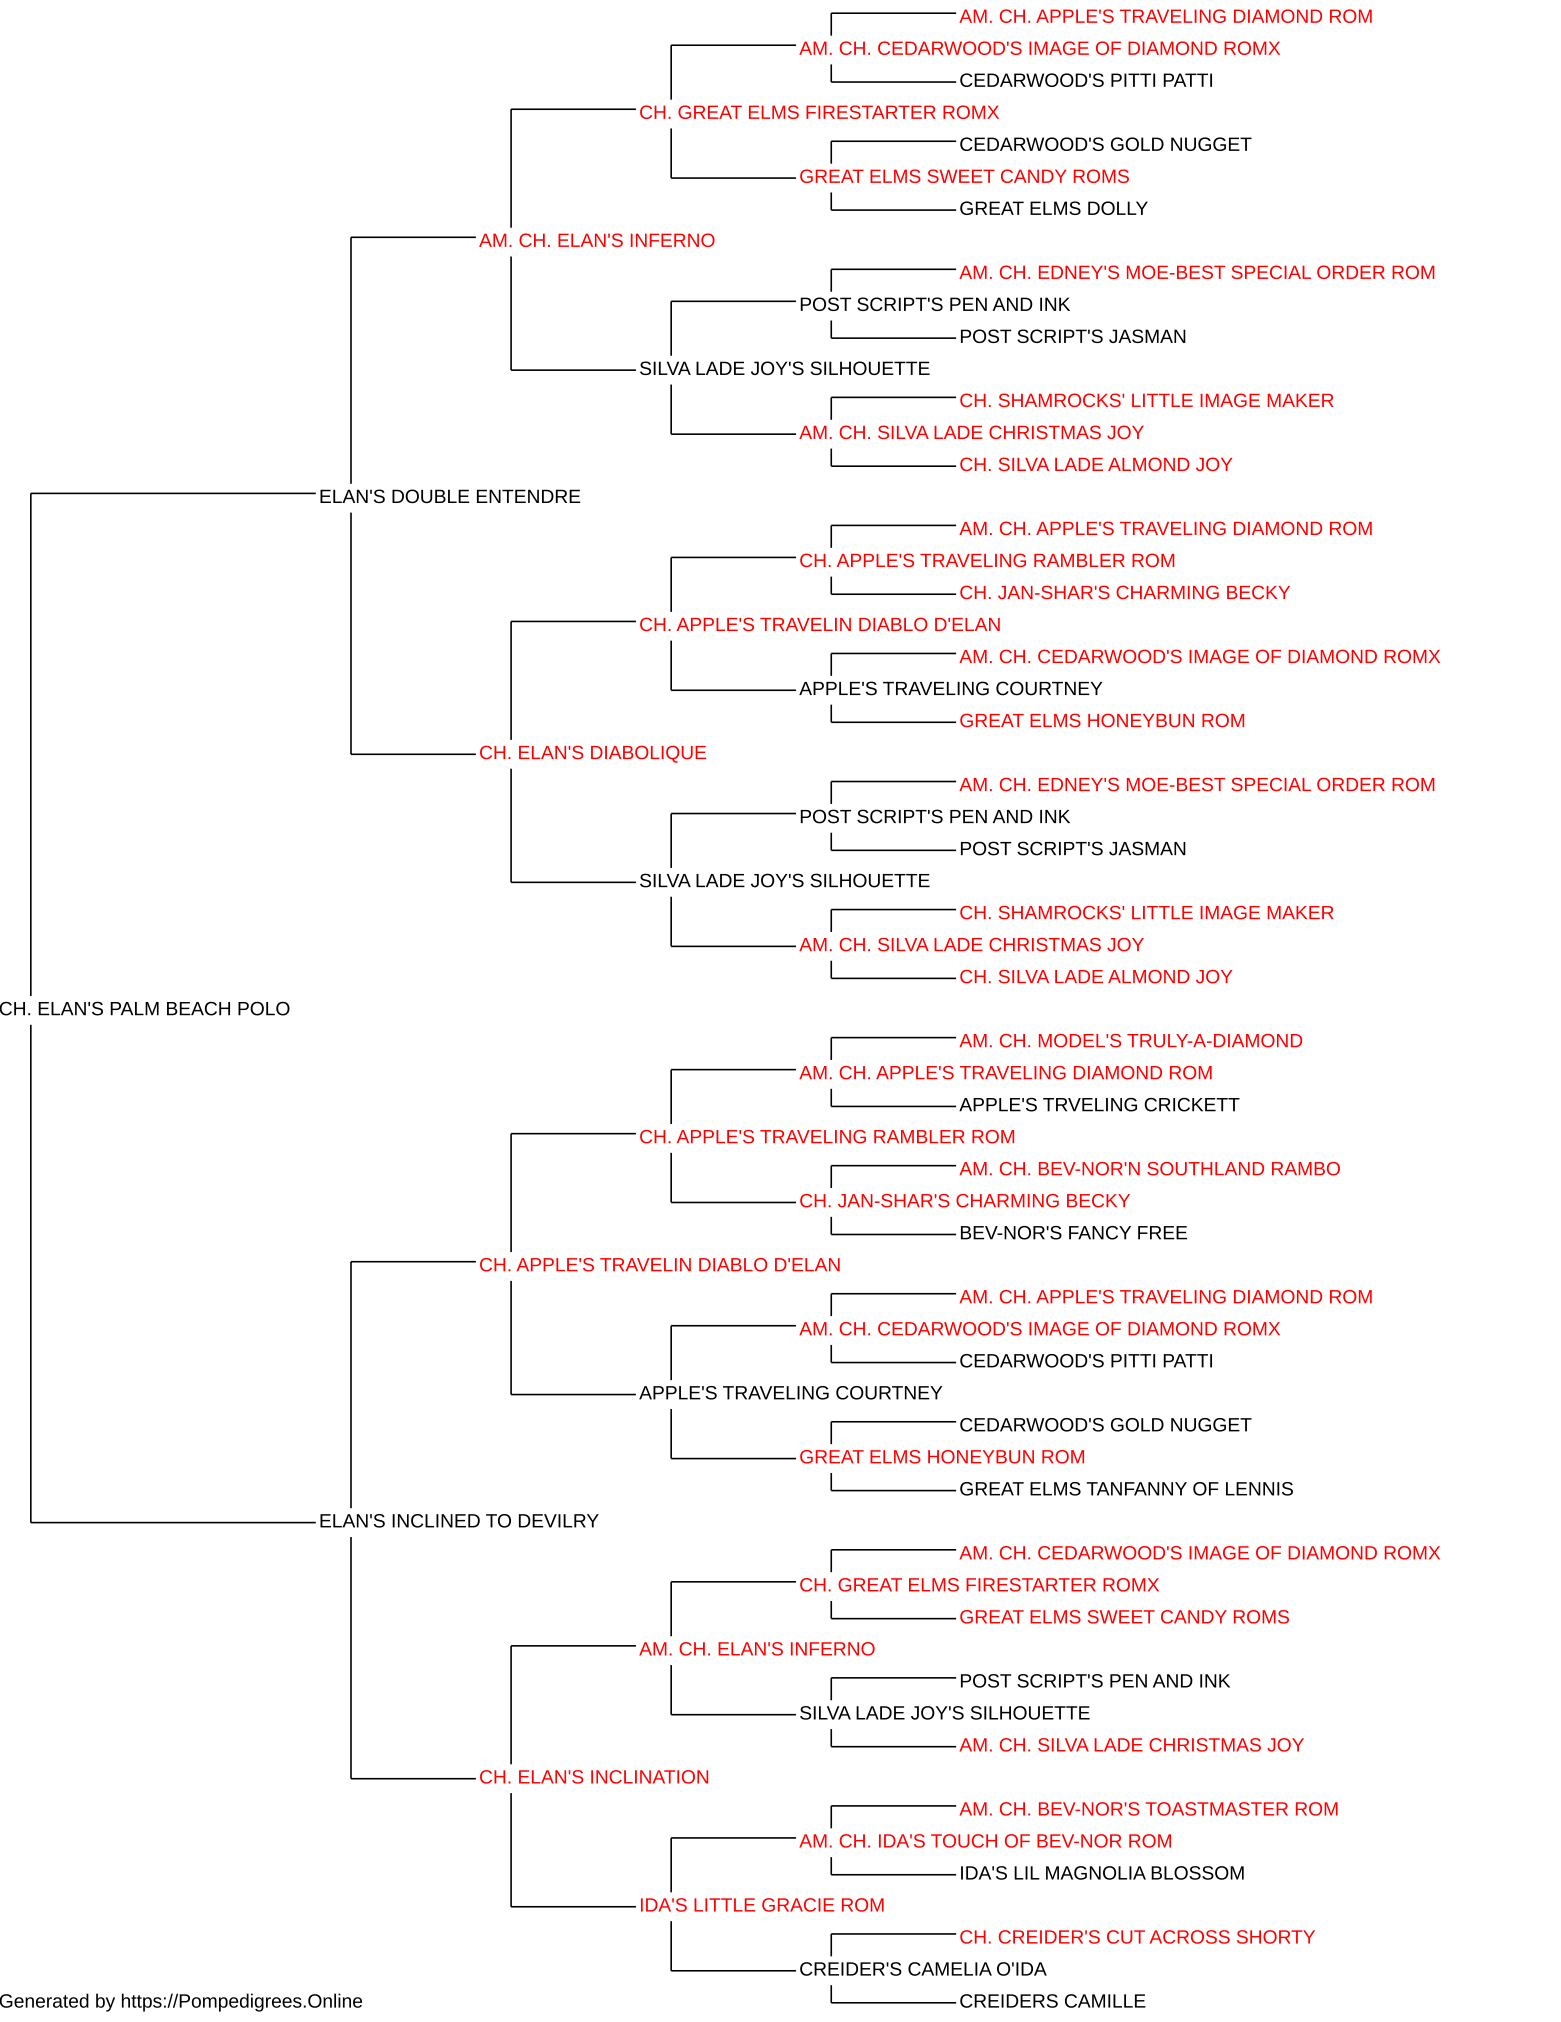 AM. CH. APPLE'S TRAVELING DIAMOND ROM
AM. CH. CEDARWOOD'S IMAGE OF DIAMOND ROMX
CEDARWOOD'S PITTI PATTI
CH. GREAT ELMS FIRESTARTER ROMX
CEDARWOOD'S GOLD NUGGET
GREAT ELMS SWEET CANDY ROMS
GREAT ELMS DOLLY
AM. CH. ELAN'S INFERNO
AM. CH. EDNEY'S MOE-BEST SPECIAL ORDER ROM
POST SCRIPT'S PEN AND INK
POST SCRIPT'S JASMAN
SILVA LADE JOY'S SILHOUETTE
CH. SHAMROCKS' LITTLE IMAGE MAKER
AM. CH. SILVA LADE CHRISTMAS JOY
CH. SILVA LADE ALMOND JOY
ELAN'S DOUBLE ENTENDRE
AM. CH. APPLE'S TRAVELING DIAMOND ROM
CH. APPLE'S TRAVELING RAMBLER ROM
CH. JAN-SHAR'S CHARMING BECKY
CH. APPLE'S TRAVELIN DIABLO D'ELAN
AM. CH. CEDARWOOD'S IMAGE OF DIAMOND ROMX
APPLE'S TRAVELING COURTNEY
GREAT ELMS HONEYBUN ROM
CH. ELAN'S DIABOLIQUE
AM. CH. EDNEY'S MOE-BEST SPECIAL ORDER ROM
POST SCRIPT'S PEN AND INK
POST SCRIPT'S JASMAN
SILVA LADE JOY'S SILHOUETTE
CH. SHAMROCKS' LITTLE IMAGE MAKER
AM. CH. SILVA LADE CHRISTMAS JOY
CH. SILVA LADE ALMOND JOY
CH. ELAN'S PALM BEACH POLO
AM. CH. MODEL'S TRULY-A-DIAMOND
AM. CH. APPLE'S TRAVELING DIAMOND ROM
APPLE'S TRVELING CRICKETT
CH. APPLE'S TRAVELING RAMBLER ROM
AM. CH. BEV-NOR'N SOUTHLAND RAMBO
CH. JAN-SHAR'S CHARMING BECKY
BEV-NOR'S FANCY FREE
CH. APPLE'S TRAVELIN DIABLO D'ELAN
AM. CH. APPLE'S TRAVELING DIAMOND ROM
AM. CH. CEDARWOOD'S IMAGE OF DIAMOND ROMX
CEDARWOOD'S PITTI PATTI
APPLE'S TRAVELING COURTNEY
CEDARWOOD'S GOLD NUGGET
GREAT ELMS HONEYBUN ROM
GREAT ELMS TANFANNY OF LENNIS
ELAN'S INCLINED TO DEVILRY
AM. CH. CEDARWOOD'S IMAGE OF DIAMOND ROMX
CH. GREAT ELMS FIRESTARTER ROMX
GREAT ELMS SWEET CANDY ROMS
AM. CH. ELAN'S INFERNO
POST SCRIPT'S PEN AND INK
SILVA LADE JOY'S SILHOUETTE
AM. CH. SILVA LADE CHRISTMAS JOY
CH. ELAN'S INCLINATION
AM. CH. BEV-NOR'S TOASTMASTER ROM
AM. CH. IDA'S TOUCH OF BEV-NOR ROM
IDA'S LIL MAGNOLIA BLOSSOM
IDA'S LITTLE GRACIE ROM
CH. CREIDER'S CUT ACROSS SHORTY
CREIDER'S CAMELIA O'IDA
CREIDERS CAMILLE
Generated by https://Pompedigrees.Online